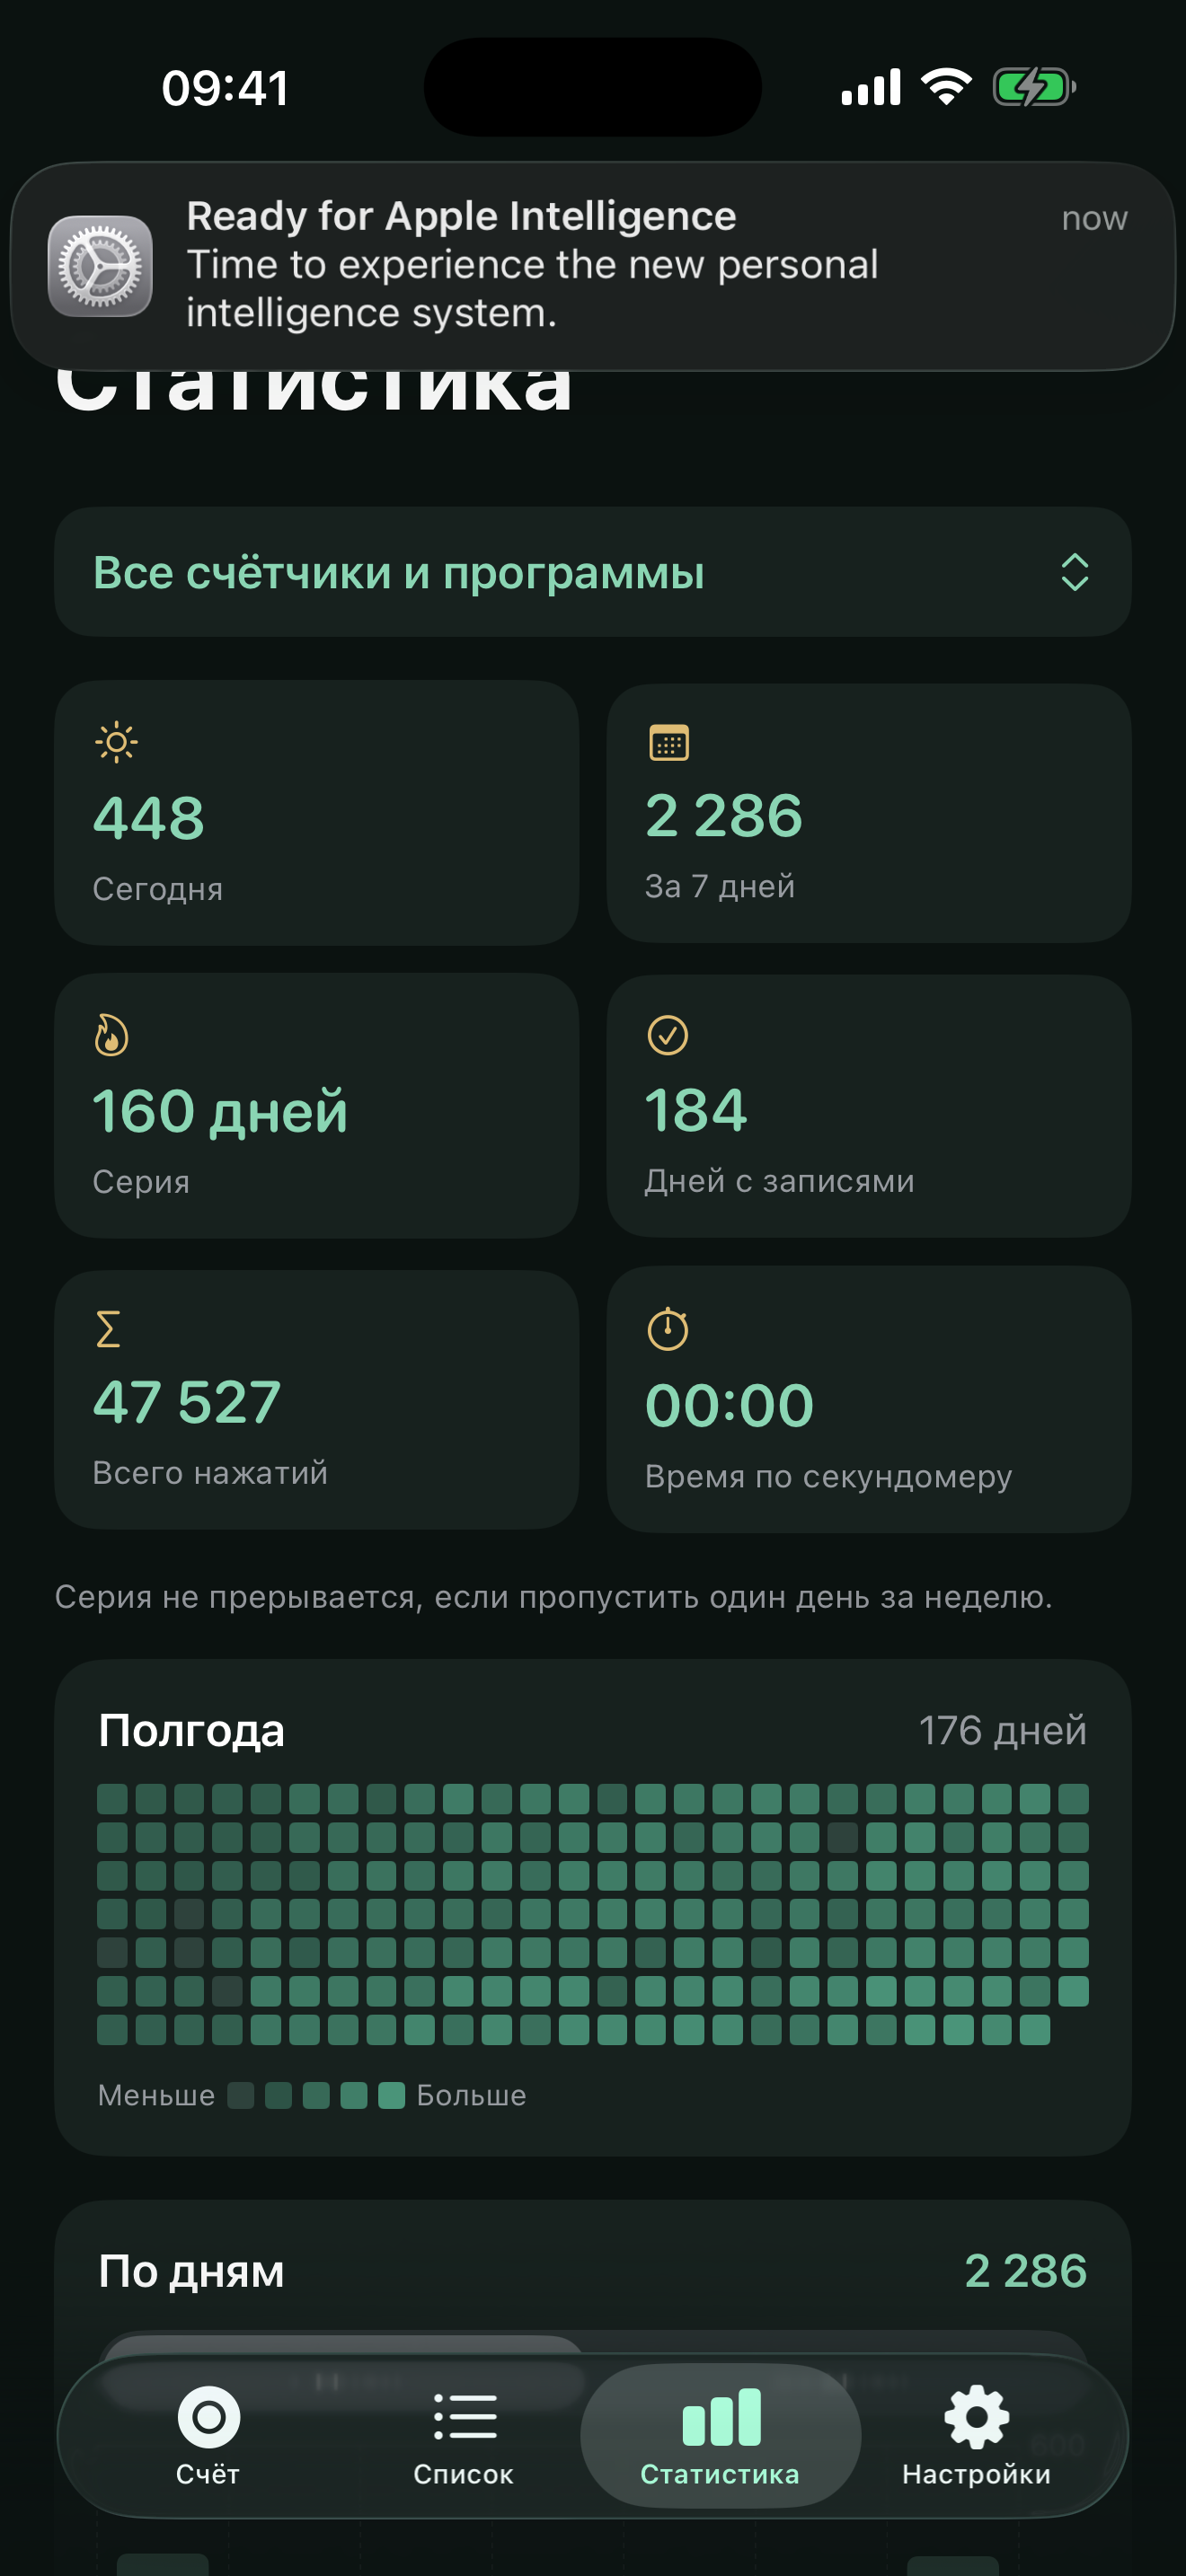 09:41
Ready for Apple Intelligence
now
Time to experience the new personal
intelligence system.
Статистика
Все счётчики и программы
448
Сегодня
2 286
За 7 дней
160 дней
Серия
184
Дней с записями
47 527
Всего нажатий
00:00
Время по секундомеру
Серия не прерывается, если пропустить один день за неделю.
Полгода
176 дней
Меньше
Больше
По дням
2 286
600
Счёт
Список
Статистика
Настройки